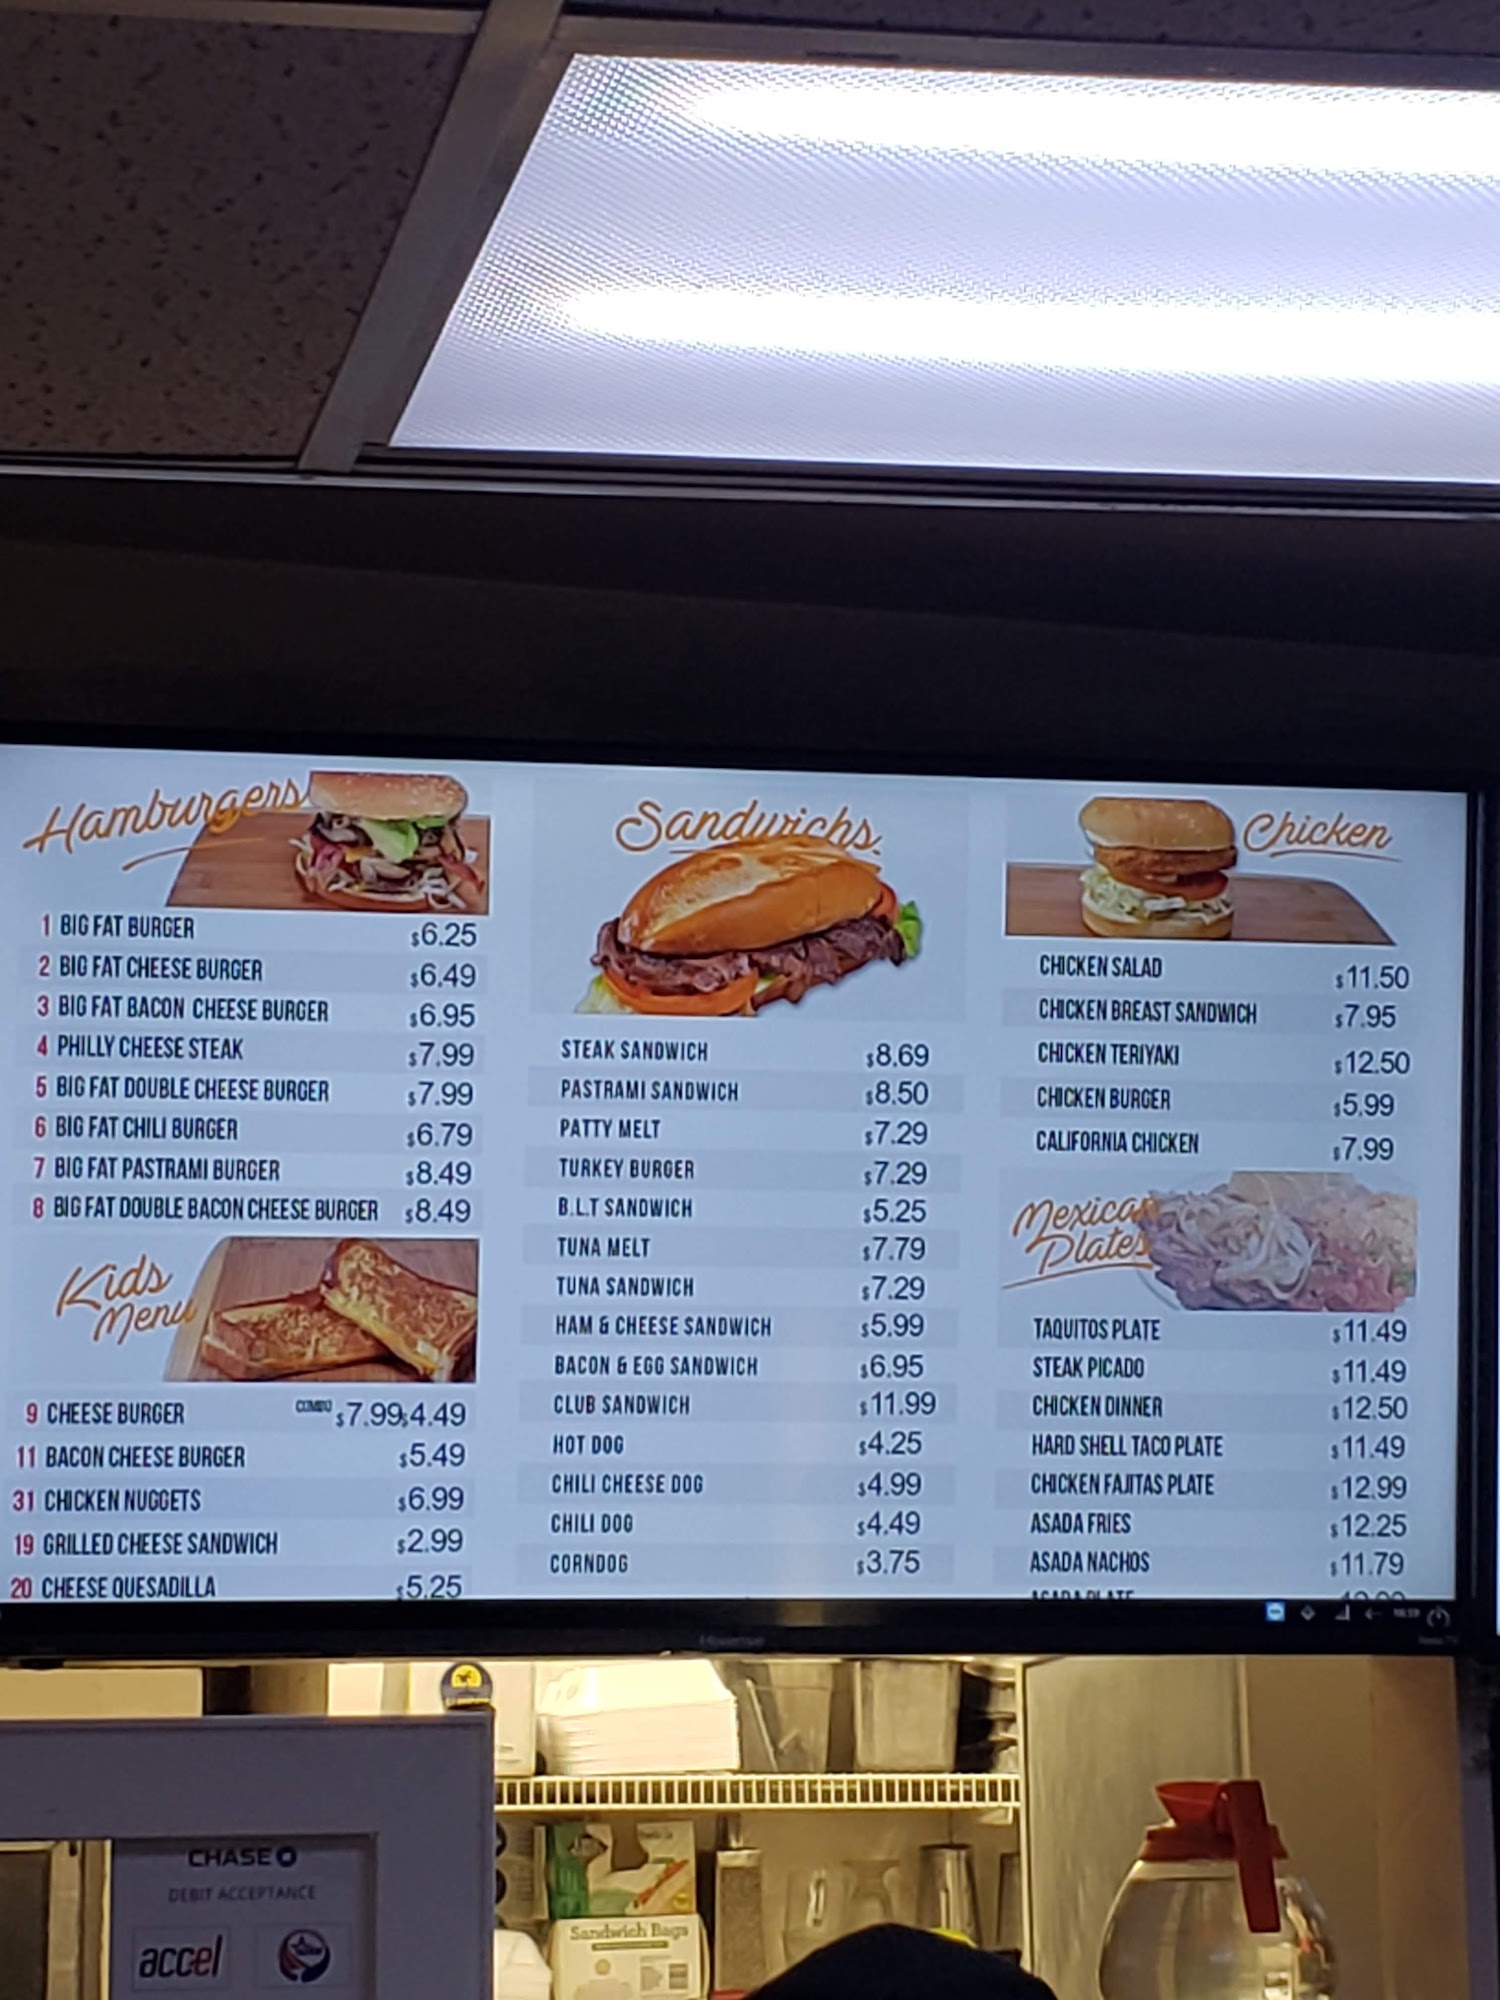 Hamburgers
1 BIG FAT BURGER $6.25
2 BIG FAT CHEESE BURGER $6.49
3 BIG FAT BACON CHEESE BURGER $6.95
4 PHILLY CHEESE STEAK $7.99
5 BIG FAT DOUBLE CHEESE BURGER $7.99
6 BIG FAT CHILI BURGER $6.79
7 BIG FAT PASTRAMI BURGER $8.49
8 BIG FAT DOUBLE BACON CHEESE BURGER $8.49
Kids
Menu
9 CHEESE BURGER COMBO $7.99 $4.49
11 BACON CHEESE BURGER $5.49
31 CHICKEN NUGGETS $6.99
19 GRILLED CHEESE SANDWICH $2.99
20 CHEESE QUESADILLA $5.25
Sandwichs
STEAK SANDWICH $8.69
PASTRAMI SANDWICH $8.50
PATTY MELT $7.29
TURKEY BURGER $7.29
B.L.T SANDWICH $5.25
TUNA MELT $7.79
TUNA SANDWICH $7.29
HAM & CHEESE SANDWICH $5.99
BACON & EGG SANDWICH $6.95
CLUB SANDWICH $11.99
HOT DOG $4.25
CHILI CHEESE DOG $4.99
CHILI DOG $4.49
CORNDOG $3.75
Chicken
CHICKEN SALAD $11.50
CHICKEN BREAST SANDWICH $7.95
CHICKEN TERIYAKI $12.50
CHICKEN BURGER $5.99
CALIFORNIA CHICKEN $7.99
Mexican
Plates
TAQUITOS PLATE $11.49
STEAK PICADO $11.49
CHICKEN DINNER $12.50
HARD SHELL TACO PLATE $11.49
CHICKEN FAJITAS PLATE $12.99
ASADA FRIES $12.25
ASADA NACHOS $11.79
ASADA PLATE
Hisense
CHASE
DEBIT ACCEPTANCE
accel
Sandwich Bags